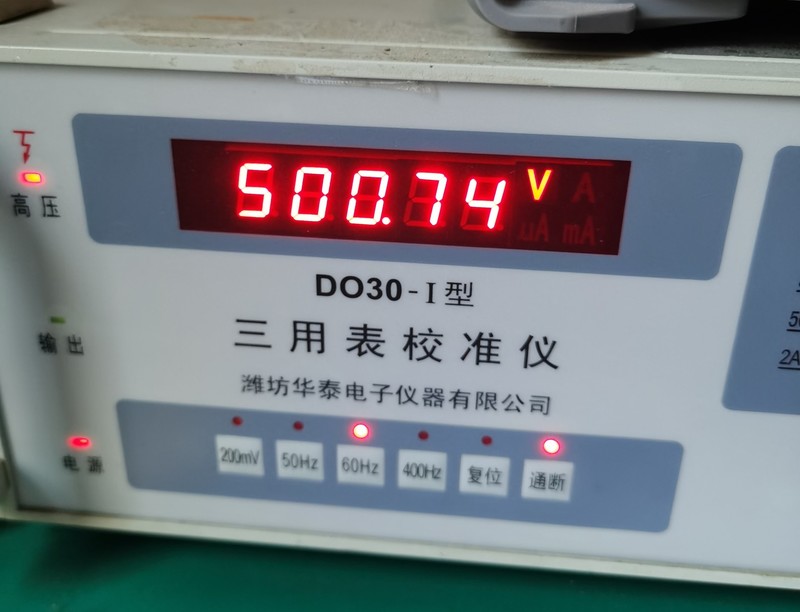 500.74 V
uA mA
高压
DO30-I型
输出
三用表校准仪
潍坊华泰电子仪器有限公司
电源
200mV 50Hz 60Hz 400Hz 复位 通断
2A